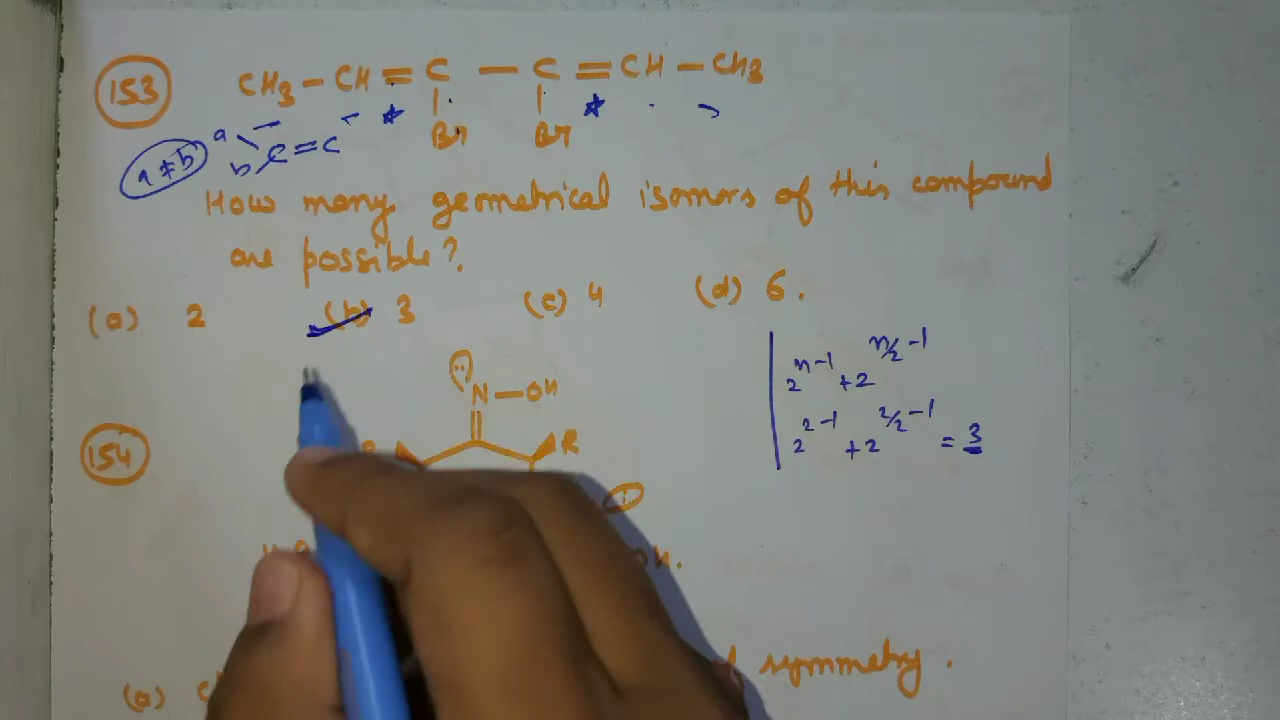 153 CH3 – CH = C – C = CH – CH3
Br Br
a b C = C
a ≠ b
How many geometrical isomers of this compound
are possible?
(a) 2 (b) 3 (c) 4 (d) 6.
2^(n-1) + 2^(n/2-1)
2^(2-1) + 2^(2/2-1) = 3
154
N – OH
R
1
symmetry.
(a)